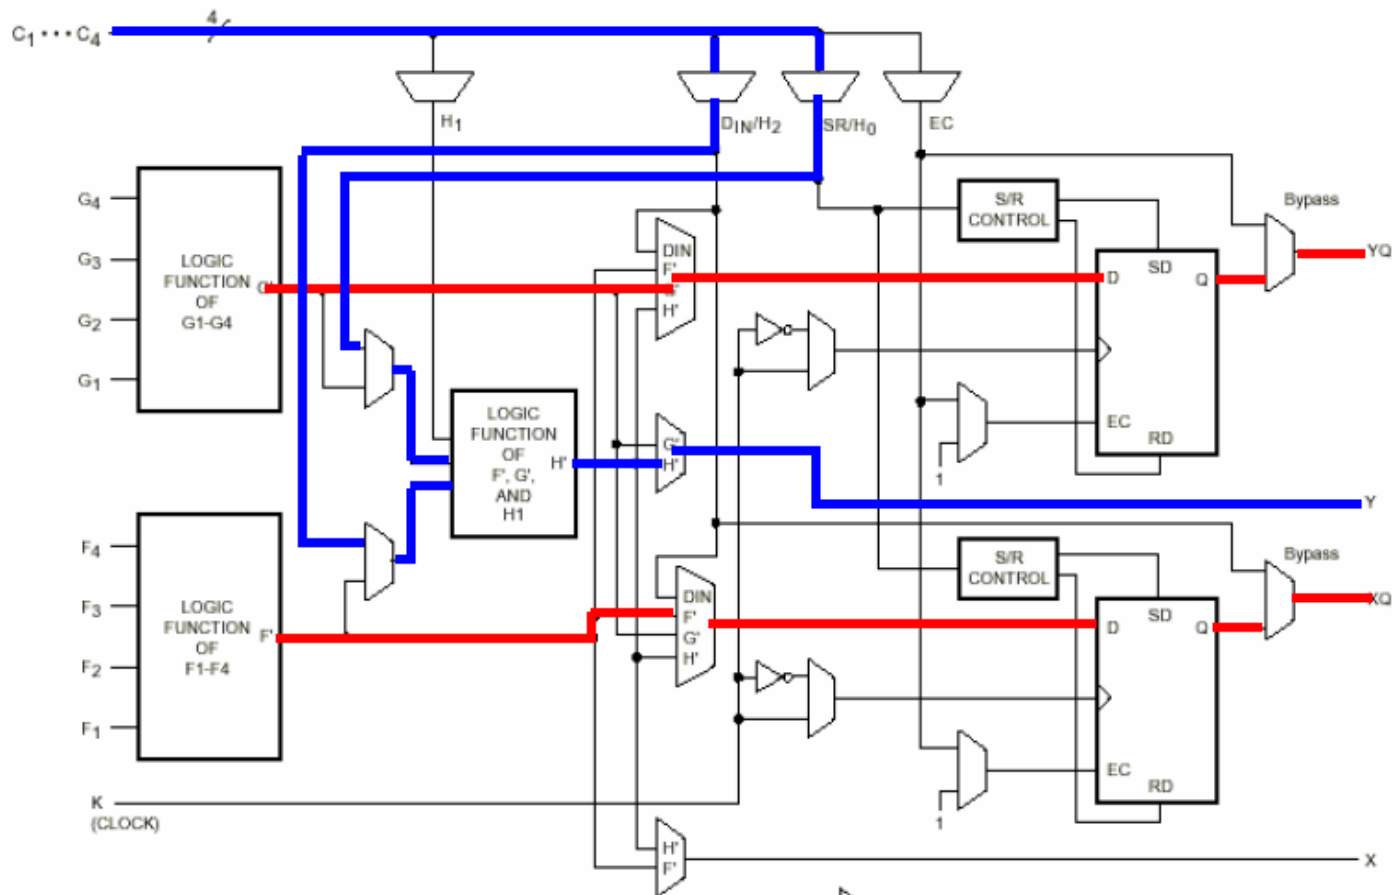 C1 • • • C4
4
H1
DIN/H2
SR/H0
EC
G4
G3
G2
G1
LOGIC
FUNCTION
OF
G1-G4
DIN
F'
H'
S/R
CONTROL
Bypass
YQ
D
SD
Q
EC
RD
1
LOGIC
FUNCTION
OF
F', G',
AND
H1
H'
G'
H'
Y
F4
F3
F2
F1
LOGIC
FUNCTION
OF
F1-F4
F'
DIN
F'
G'
H'
S/R
CONTROL
Bypass
XQ
D
SD
Q
EC
RD
1
K
(CLOCK)
H'
F'
X